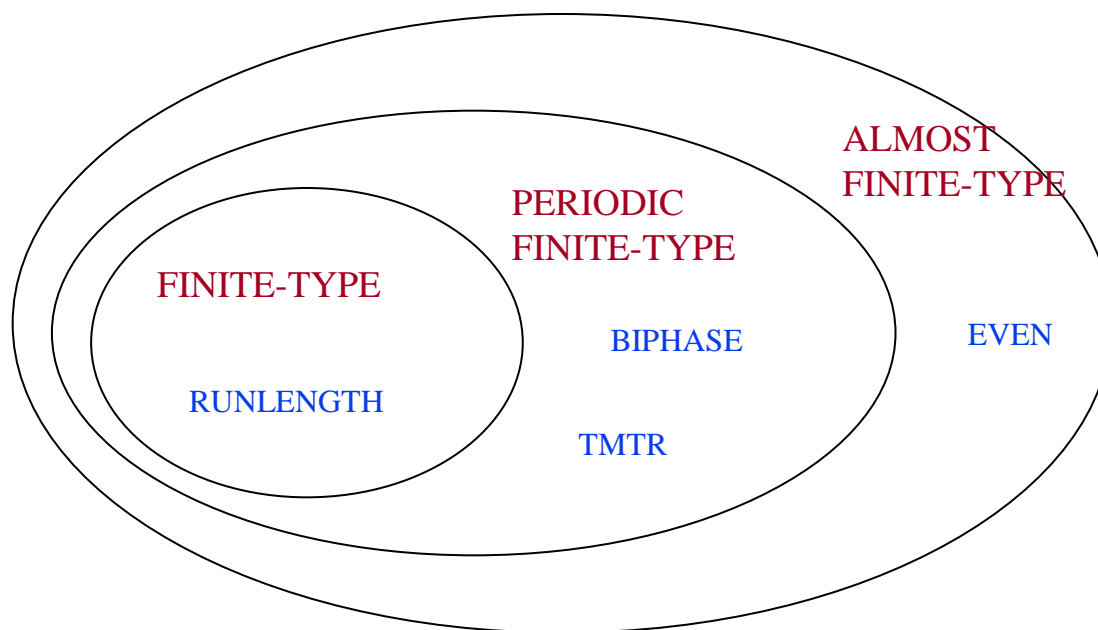 ALMOST
FINITE-TYPE
PERIODIC
FINITE-TYPE
FINITE-TYPE
BIPHASE
EVEN
RUNLENGTH
TMTR